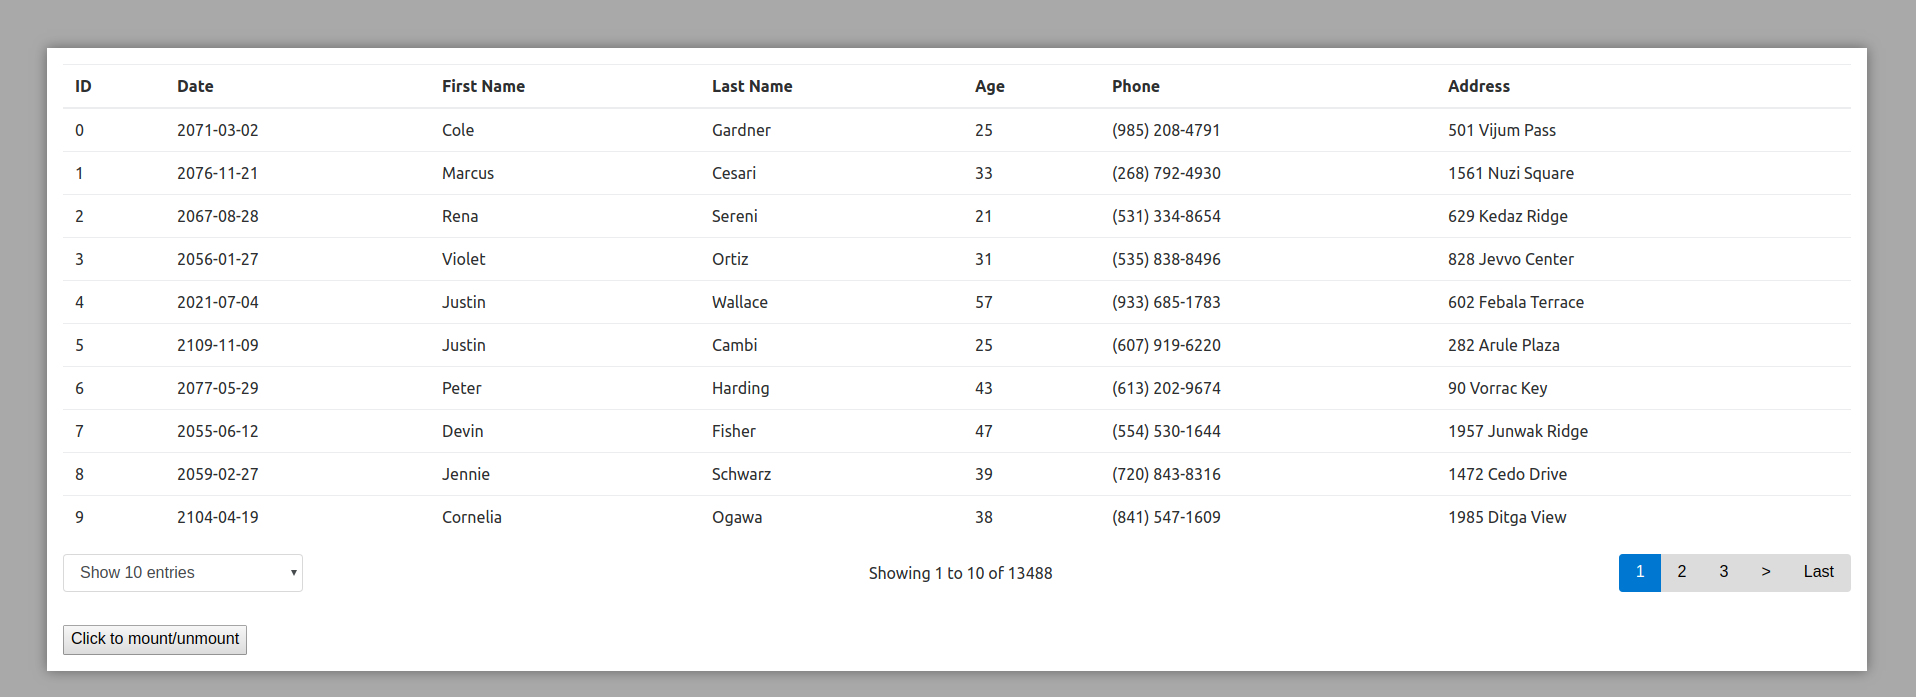 ID Date First Name Last Name Age Phone Address
0 2071-03-02 Cole Gardner 25 (985) 208-4791 501 Vijum Pass
1 2076-11-21 Marcus Cesari 33 (268) 792-4930 1561 Nuzi Square
2 2067-08-28 Rena Sereni 21 (531) 334-8654 629 Kedaz Ridge
3 2056-01-27 Violet Ortiz 31 (535) 838-8496 828 Jevvo Center
4 2021-07-04 Justin Wallace 57 (933) 685-1783 602 Febala Terrace
5 2109-11-09 Justin Cambi 25 (607) 919-6220 282 Arule Plaza
6 2077-05-29 Peter Harding 43 (613) 202-9674 90 Vorrac Key
7 2055-06-12 Devin Fisher 47 (554) 530-1644 1957 Junwak Ridge
8 2059-02-27 Jennie Schwarz 39 (720) 843-8316 1472 Cedo Drive
9 2104-04-19 Cornelia Ogawa 38 (841) 547-1609 1985 Ditga View
Show 10 entries Showing 1 to 10 of 13488 1 2 3 > Last
Click to mount/unmount